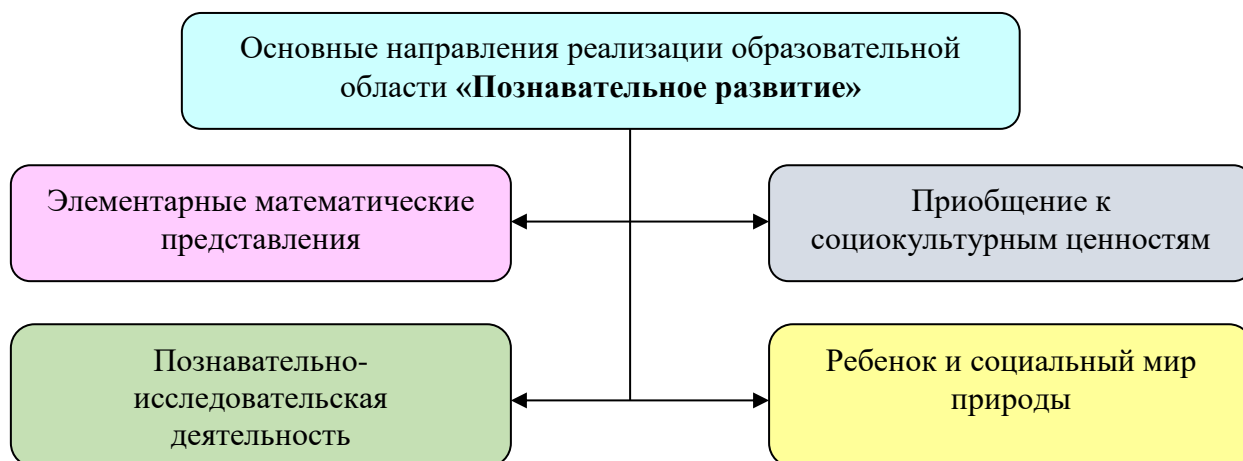 Основные направления реализации образовательной
области «Познавательное развитие»
Элементарные математические
представления
Приобщение к
социокультурным ценностям
Познавательно-
исследовательская
деятельность
Ребенок и социальный мир
природы